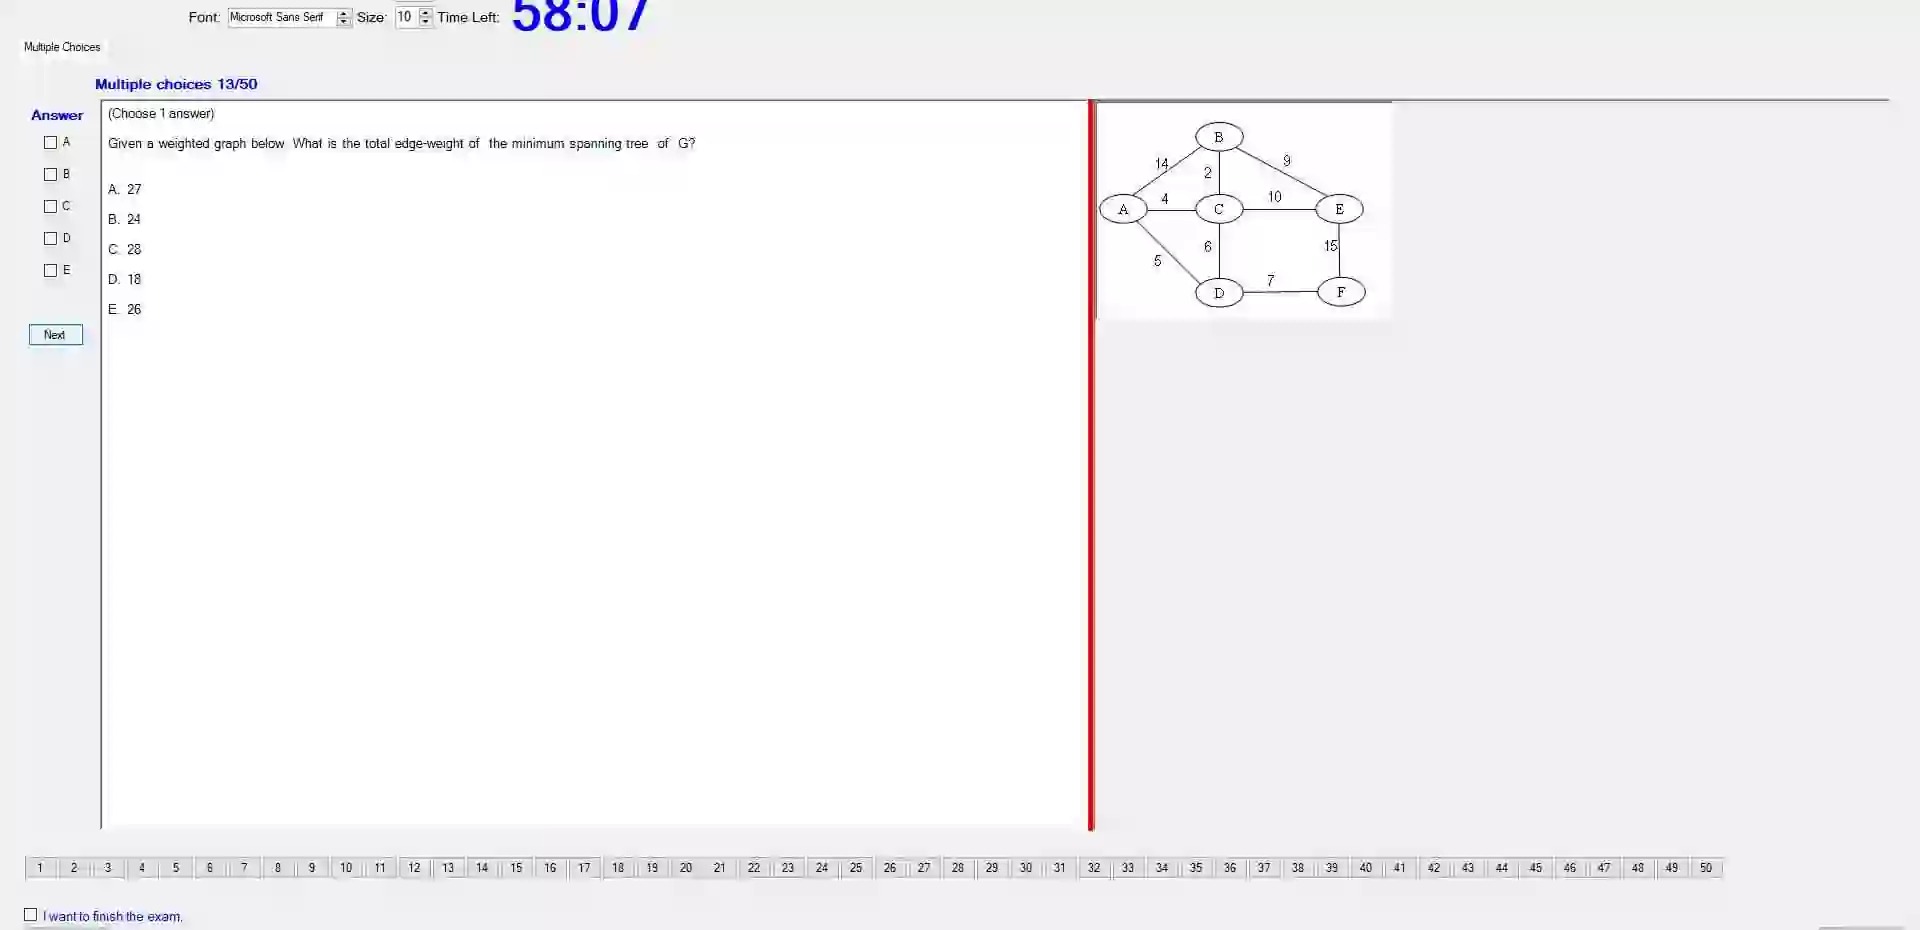 Font: Microsoft Sans Serif Size: 10 Time Left: 58:07
Multiple Choices
Multiple choices 13/50
Answer
A
B
C
D
E
Next
(Choose 1 answer)
Given a weighted graph below What is the total edge-weight of the minimum spanning tree of G?
A. 27
B. 24
C. 28
D. 18
E. 26
B
14
9
2
A
4
C
10
E
6
15
5
D
7
F
1 2 3 4 5 6 7 8 9 10 11 12 13 14 15 16 17 18 19 20 21 22 23 24 25 26 27 28 29 30 31 32 33 34 35 36 37 38 39 40 41 42 43 44 45 46 47 48 49 50
I want to finish the exam.